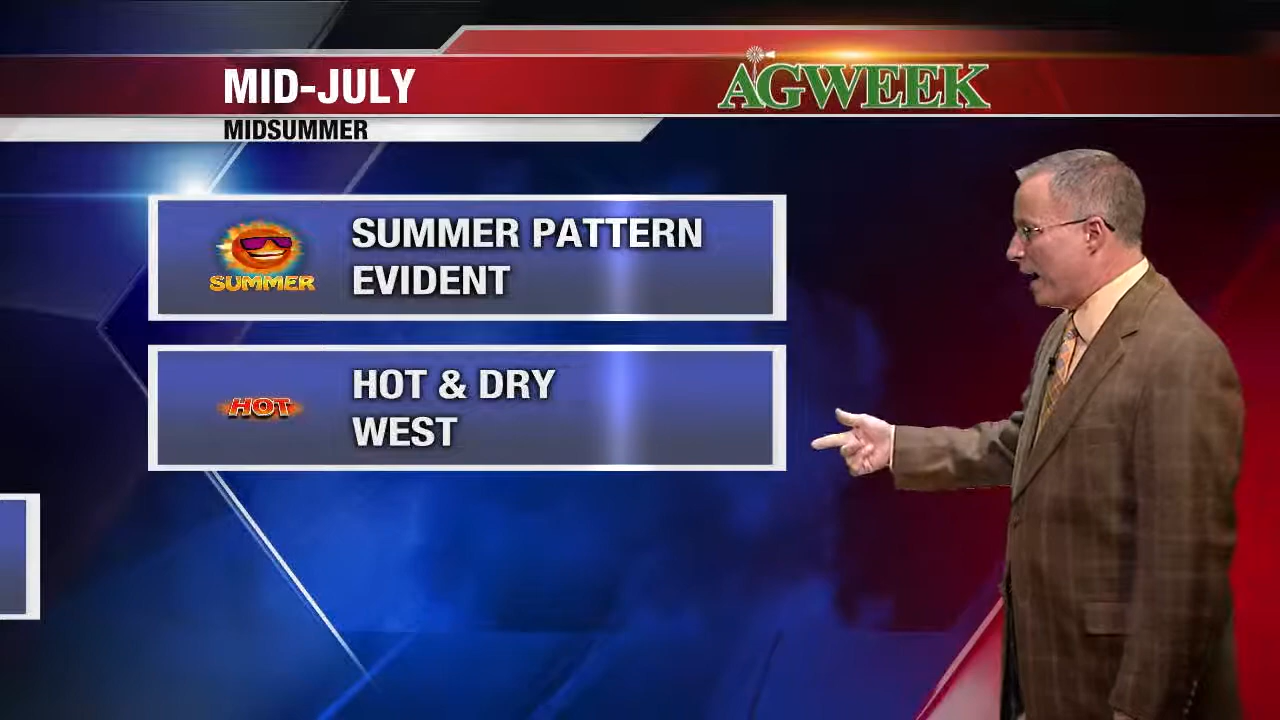 MID-JULY
AGWEEK
MIDSUMMER
SUMMER
SUMMER PATTERN
EVIDENT
HOT
HOT & DRY
WEST